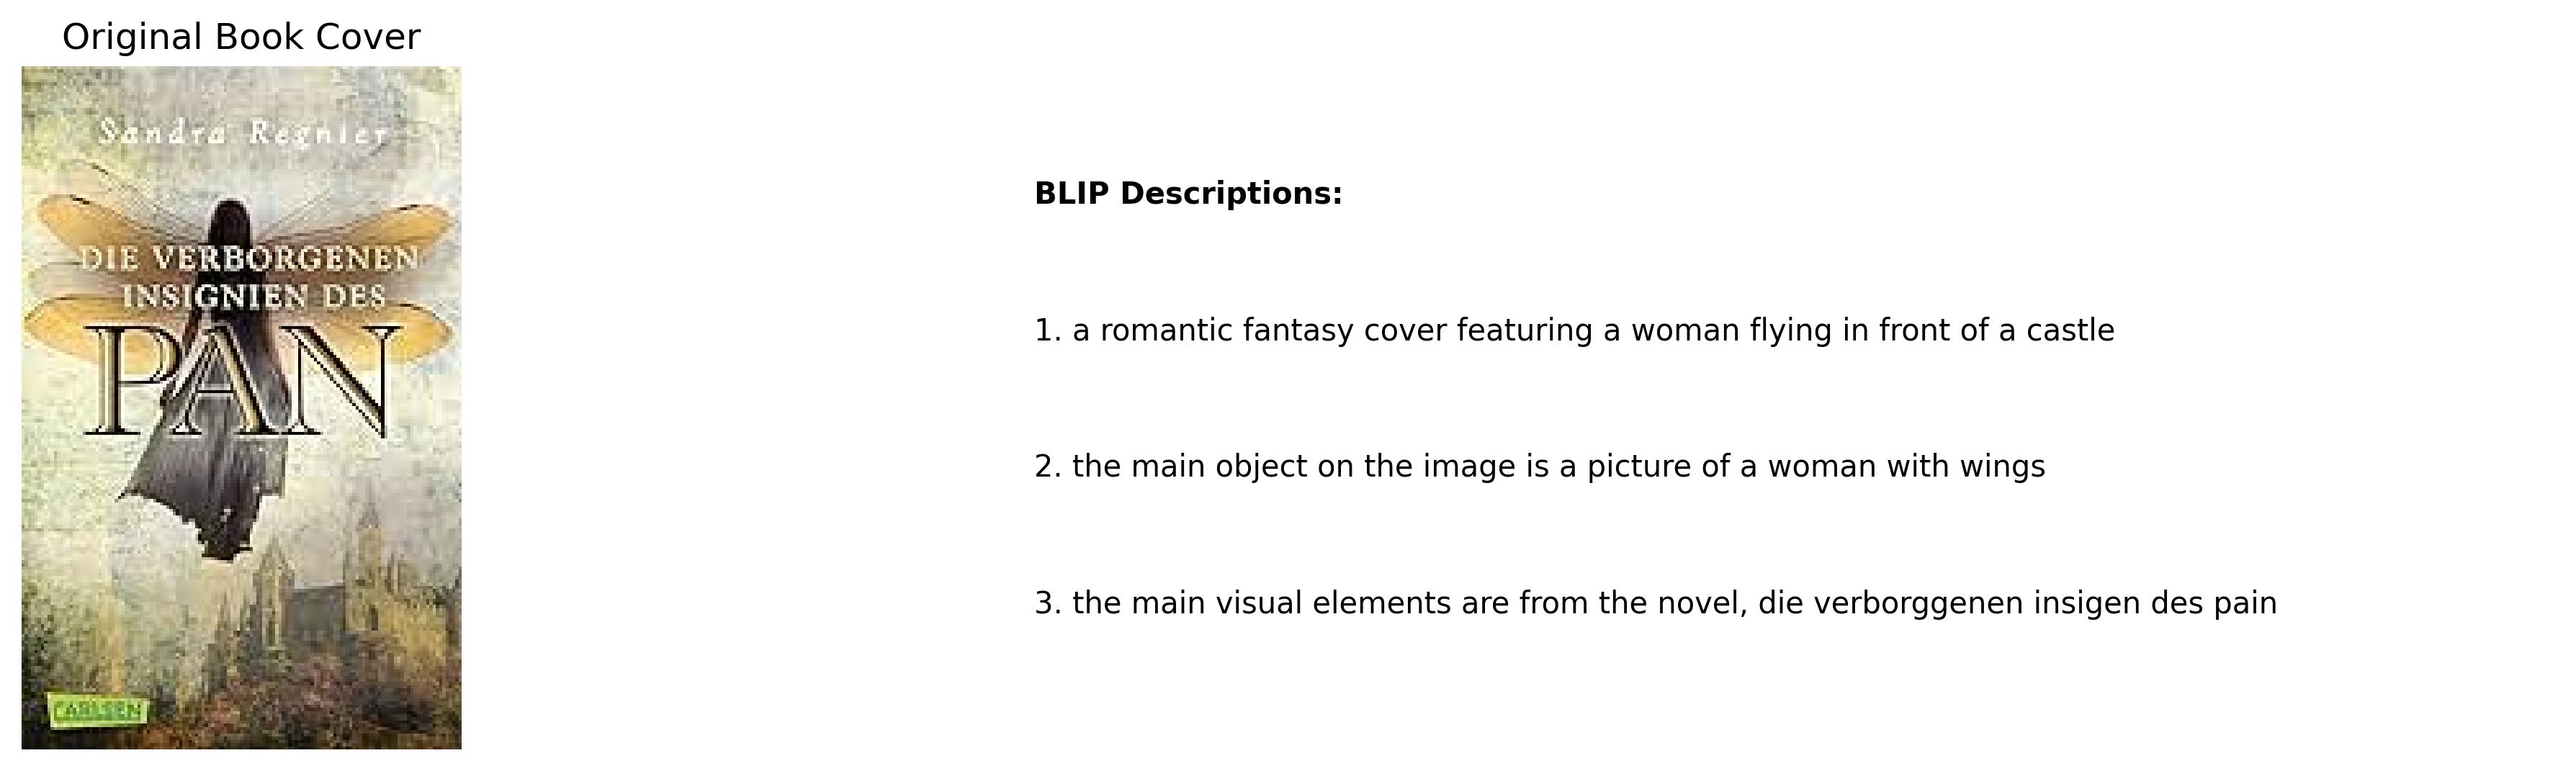 Original Book Cover
Sandra Regnier
DIE VERBORGENEN
INSIGNIEN DES
PAN
CARLSEN
BLIP Descriptions:
1. a romantic fantasy cover featuring a woman flying in front of a castle
2. the main object on the image is a picture of a woman with wings
3. the main visual elements are from the novel, die verborggenen insigen des pain